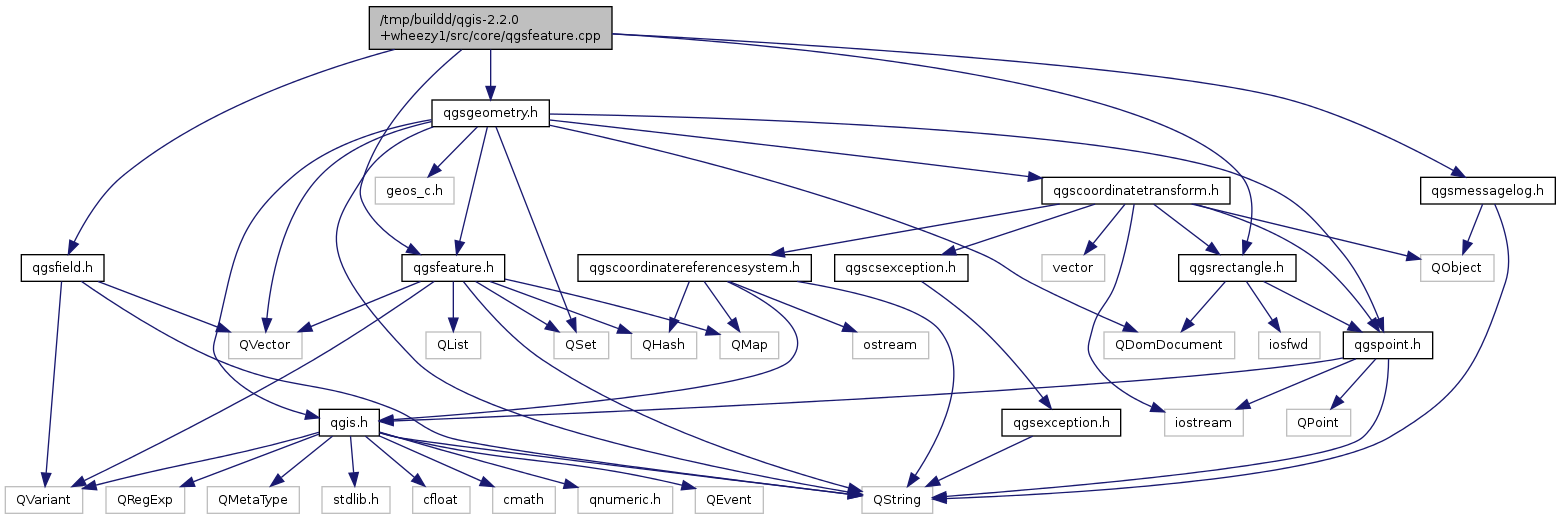 /tmp/buildd/qgis-2.2.0
+wheezy1/src/core/qgsfeature.cpp
qgsgeometry.h
geos_c.h
qgscoordinatetransform.h
qgsmessagelog.h
qgsfield.h
qgsfeature.h
qgscoordinatereferencesystem.h
qgscsexception.h
vector
qgsrectangle.h
QObject
QVector
QList
QSet
QHash
QMap
ostream
QDomDocument
iosfwd
qgspoint.h
qgis.h
qgsexception.h
iostream
QPoint
QVariant
QRegExp
QMetaType
stdlib.h
cfloat
cmath
qnumeric.h
QEvent
QString